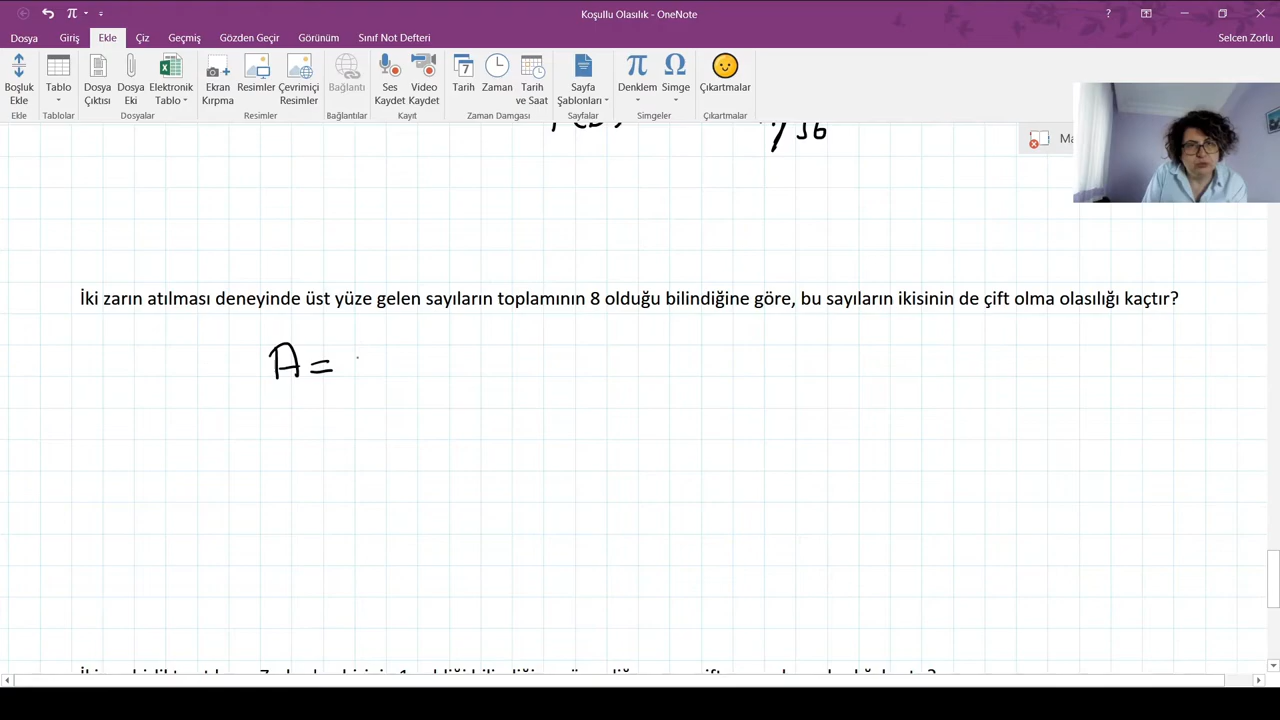 Koşullu Olasılık - OneNote
Selcen Zorlu
Dosya Giriş Ekle Çiz Geçmiş Gözden Geçir Görünüm Sınıf Not Defteri
Boşluk Ekle
Tablo
Dosya Çıktısı
Dosya Ekle
Elektronik Tablo
Ekran Kırpma
Resimler
Çevrimiçi Resimler
Bağlantı
Ses Kaydet
Video Kaydet
Tarih
Zaman
Tarih ve Saat
Sayfa Şablonları
π Denklem
Ω Simge
Çıkartmalar
Ekle Tablolar Dosyalar Resimler Bağlantılar Kayıt Zaman Damgası Sayfalar Simgeler Çıkartmalar
İki zarın atılması deneyinde üst yüze gelen sayıların toplamının 8 olduğu bilindiğine göre, bu sayıların ikisinin de çift olma olasılığı kaçtır?
A =